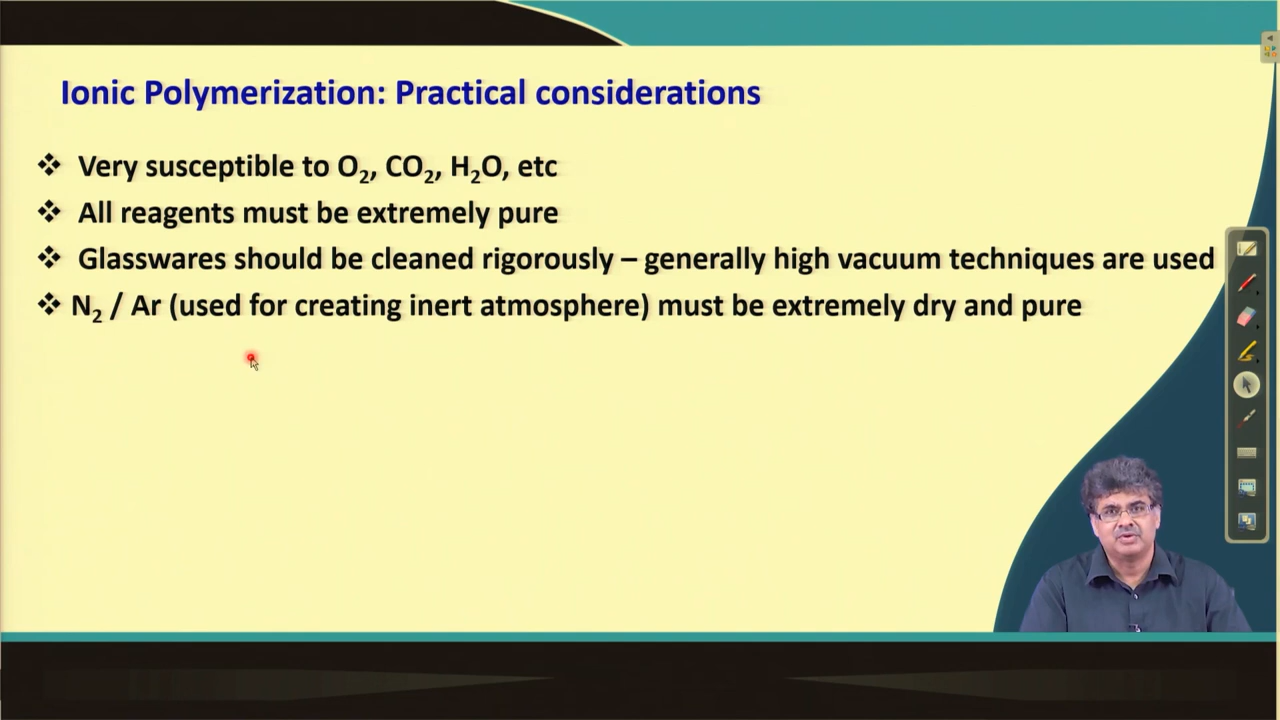 Ionic Polymerization: Practical considerations
❖ Very susceptible to O₂, CO₂, H₂O, etc
❖ All reagents must be extremely pure
❖ Glasswares should be cleaned rigorously – generally high vacuum techniques are used
❖ N₂ / Ar (used for creating inert atmosphere) must be extremely dry and pure